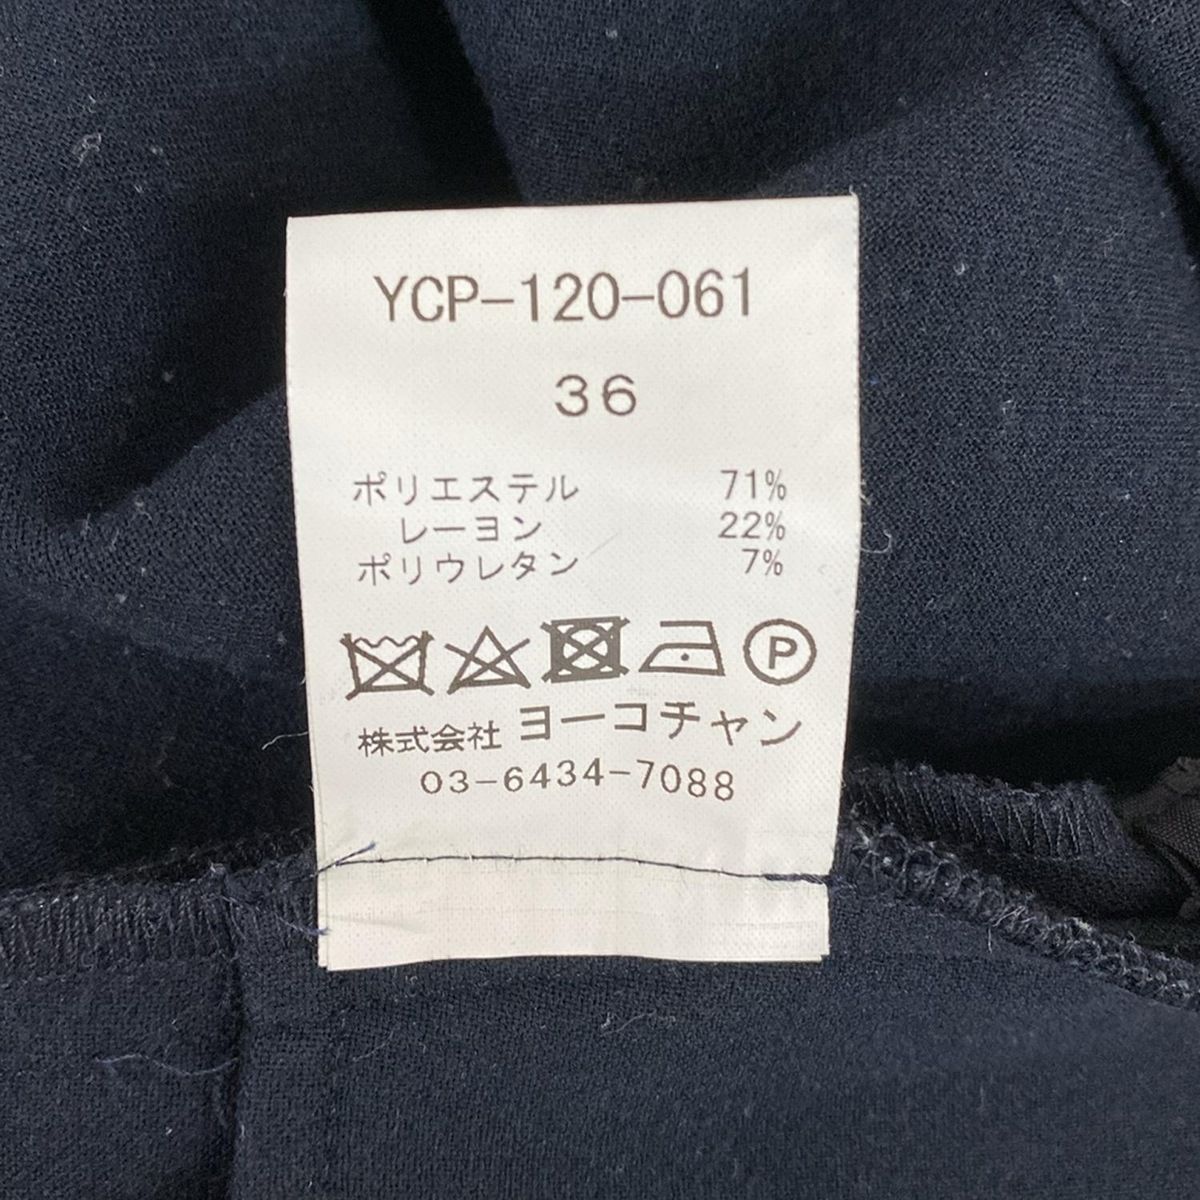 YCP-120-061
36
ポリエステル 71%
レーヨン 22%
ポリウレタン 7%
P
株式会社 ヨーコチャン
03-6434-7088